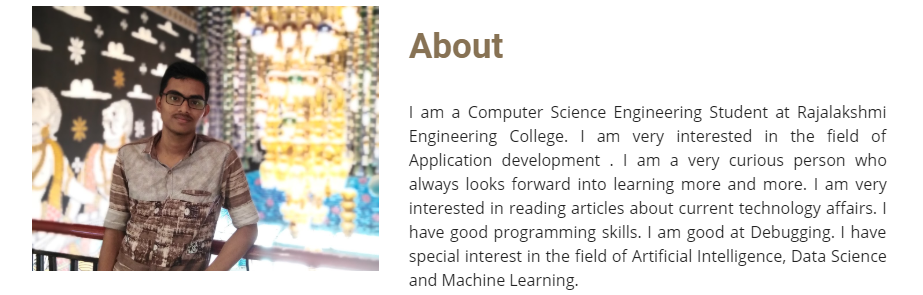 About
I am a Computer Science Engineering Student at Rajalakshmi
Engineering College. I am very interested in the field of
Application development . I am a very curious person who
always looks forward into learning more and more. I am very
interested in reading articles about current technology affairs. I
have good programming skills. I am good at Debugging. I have
special interest in the field of Artificial Intelligence, Data Science
and Machine Learning.